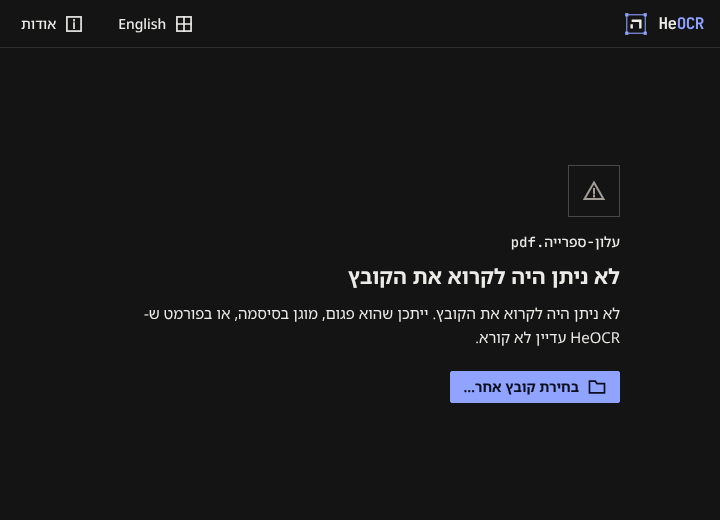 HeOCR
English
אודות
עלון-ספרייה.pdf
לא ניתן היה לקרוא את הקובץ
לא ניתן היה לקרוא את הקובץ. ייתכן שהוא פגום, מוגן בסיסמה, או בפורמט ש-
HeOCR עדיין לא קורא.
בחירת קובץ אחר...